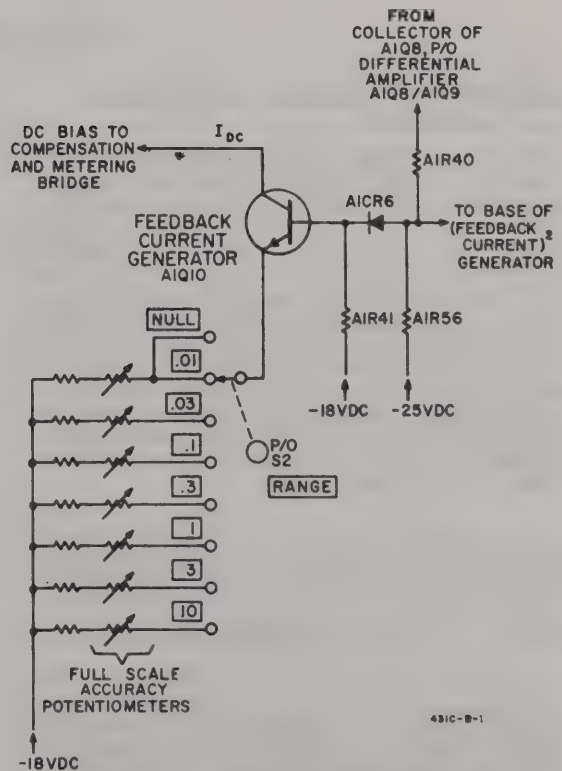 FROM
COLLECTOR OF
A1Q8, P/O
DIFFERENTIAL
AMPLIFIER
A1Q8/A1Q9
DC BIAS TO
COMPENSATION
AND METERING
BRIDGE
IDC
A1R40
A1CR6
FEEDBACK
CURRENT
GENERATOR
A1Q10
TO BASE OF
(FEEDBACK
CURRENT)²
GENERATOR
A1R41
A1R56
NULL
.01
-18VDC
-25VDC
.03
P/O
S2
.1
RANGE
.3
1
3
10
FULL SCALE
ACCURACY
POTENTIOMETERS
431C-B-1
-18VDC